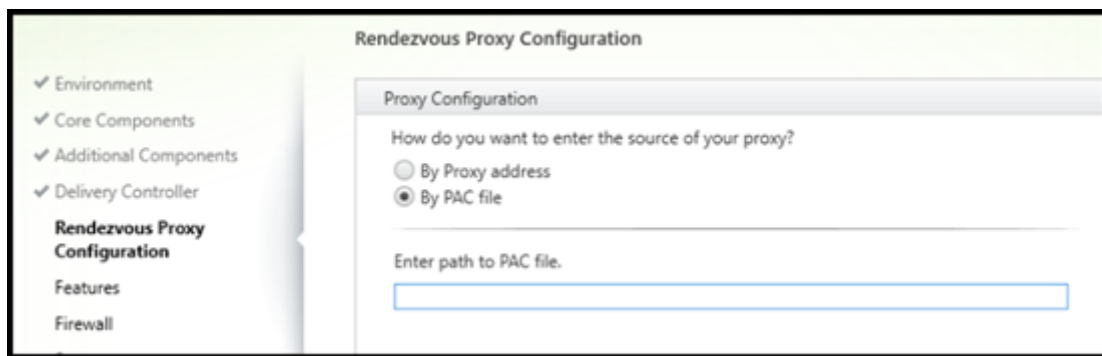 Rendezvous Proxy Configuration
Environment
Core Components
Additional Components
Delivery Controller
Rendezvous Proxy
Configuration
Features
Firewall
Proxy Configuration
How do you want to enter the source of your proxy?
By Proxy address
By PAC file
Enter path to PAC file.